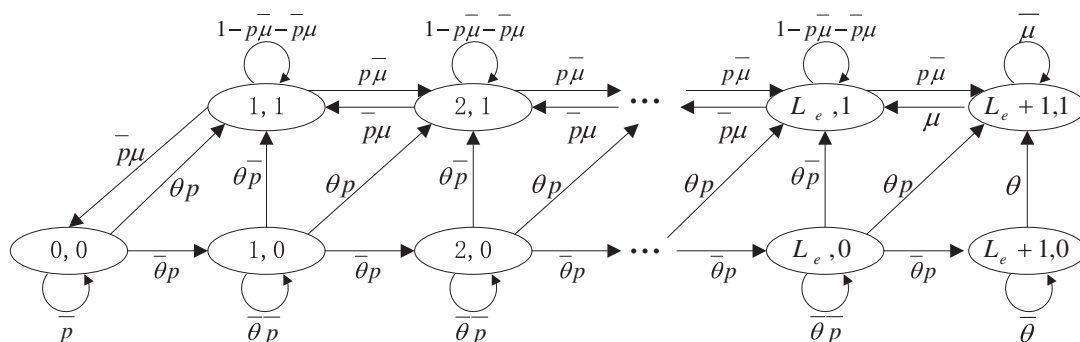 1−pμ̅−p̅μ 1−pμ̅−p̅μ 1−pμ̅−p̅μ μ̅
pμ̅ pμ̅ pμ̅ pμ̅
1,1 2,1 ··· L_e,1 L_e+1,1
p̅μ p̅μ p̅μ μ
p̅μ θp θp̅ θp θp̅ θp θp θp̅ θp θ
0,0 1,0 2,0 ··· L_e,0 L_e+1,0
θ̅p θ̅p θ̅p θ̅p θ̅p
p̅ θ̅p̅ θ̅p̅ θ̅p̅ θ̅